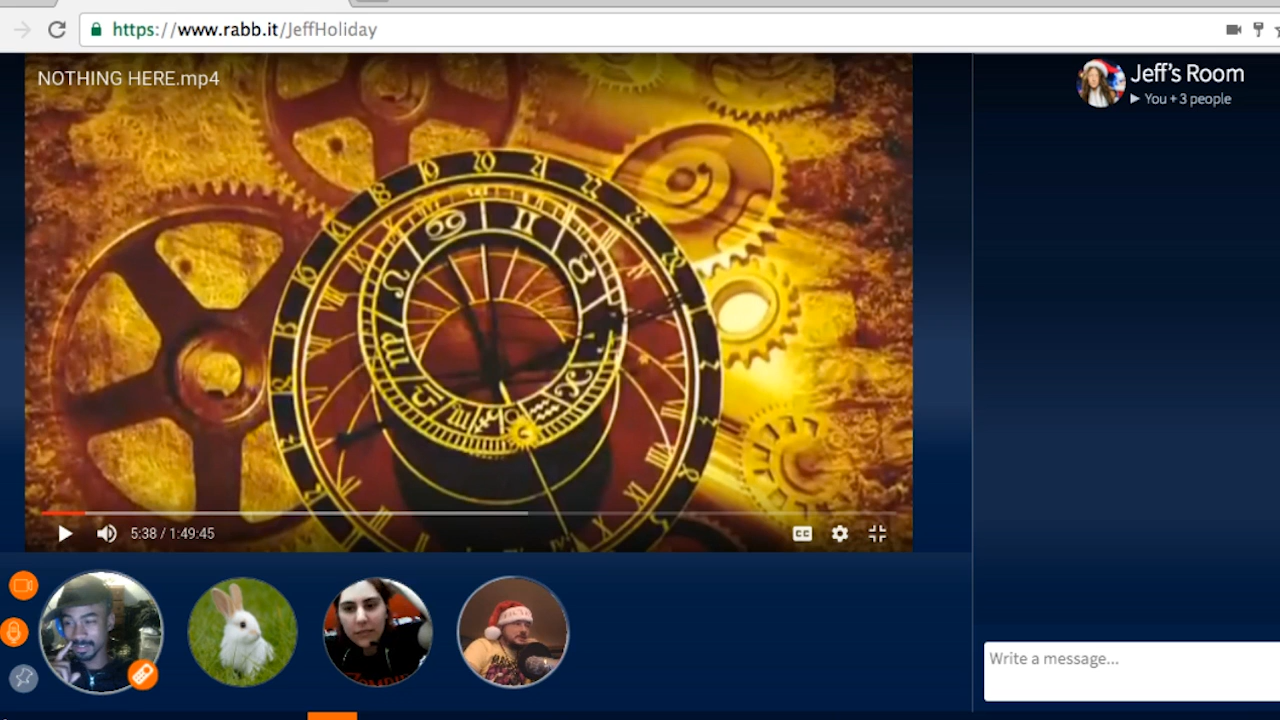 https://www.rabb.it/JeffHoliday
NOTHING HERE.mp4
Jeff's Room
You + 3 people
5:38 / 1:49:45
CC
Write a message...